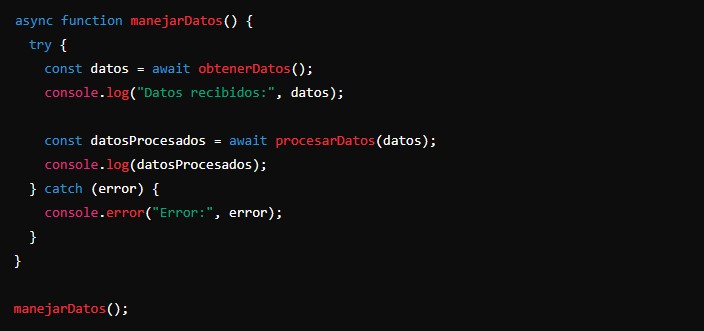 async function manejarDatos() {
  try {
    const datos = await obtenerDatos();
    console.log("Datos recibidos:", datos);

    const datosProcesados = await procesarDatos(datos);
    console.log(datosProcesados);
  } catch (error) {
    console.error("Error:", error);
  }
}

manejarDatos();